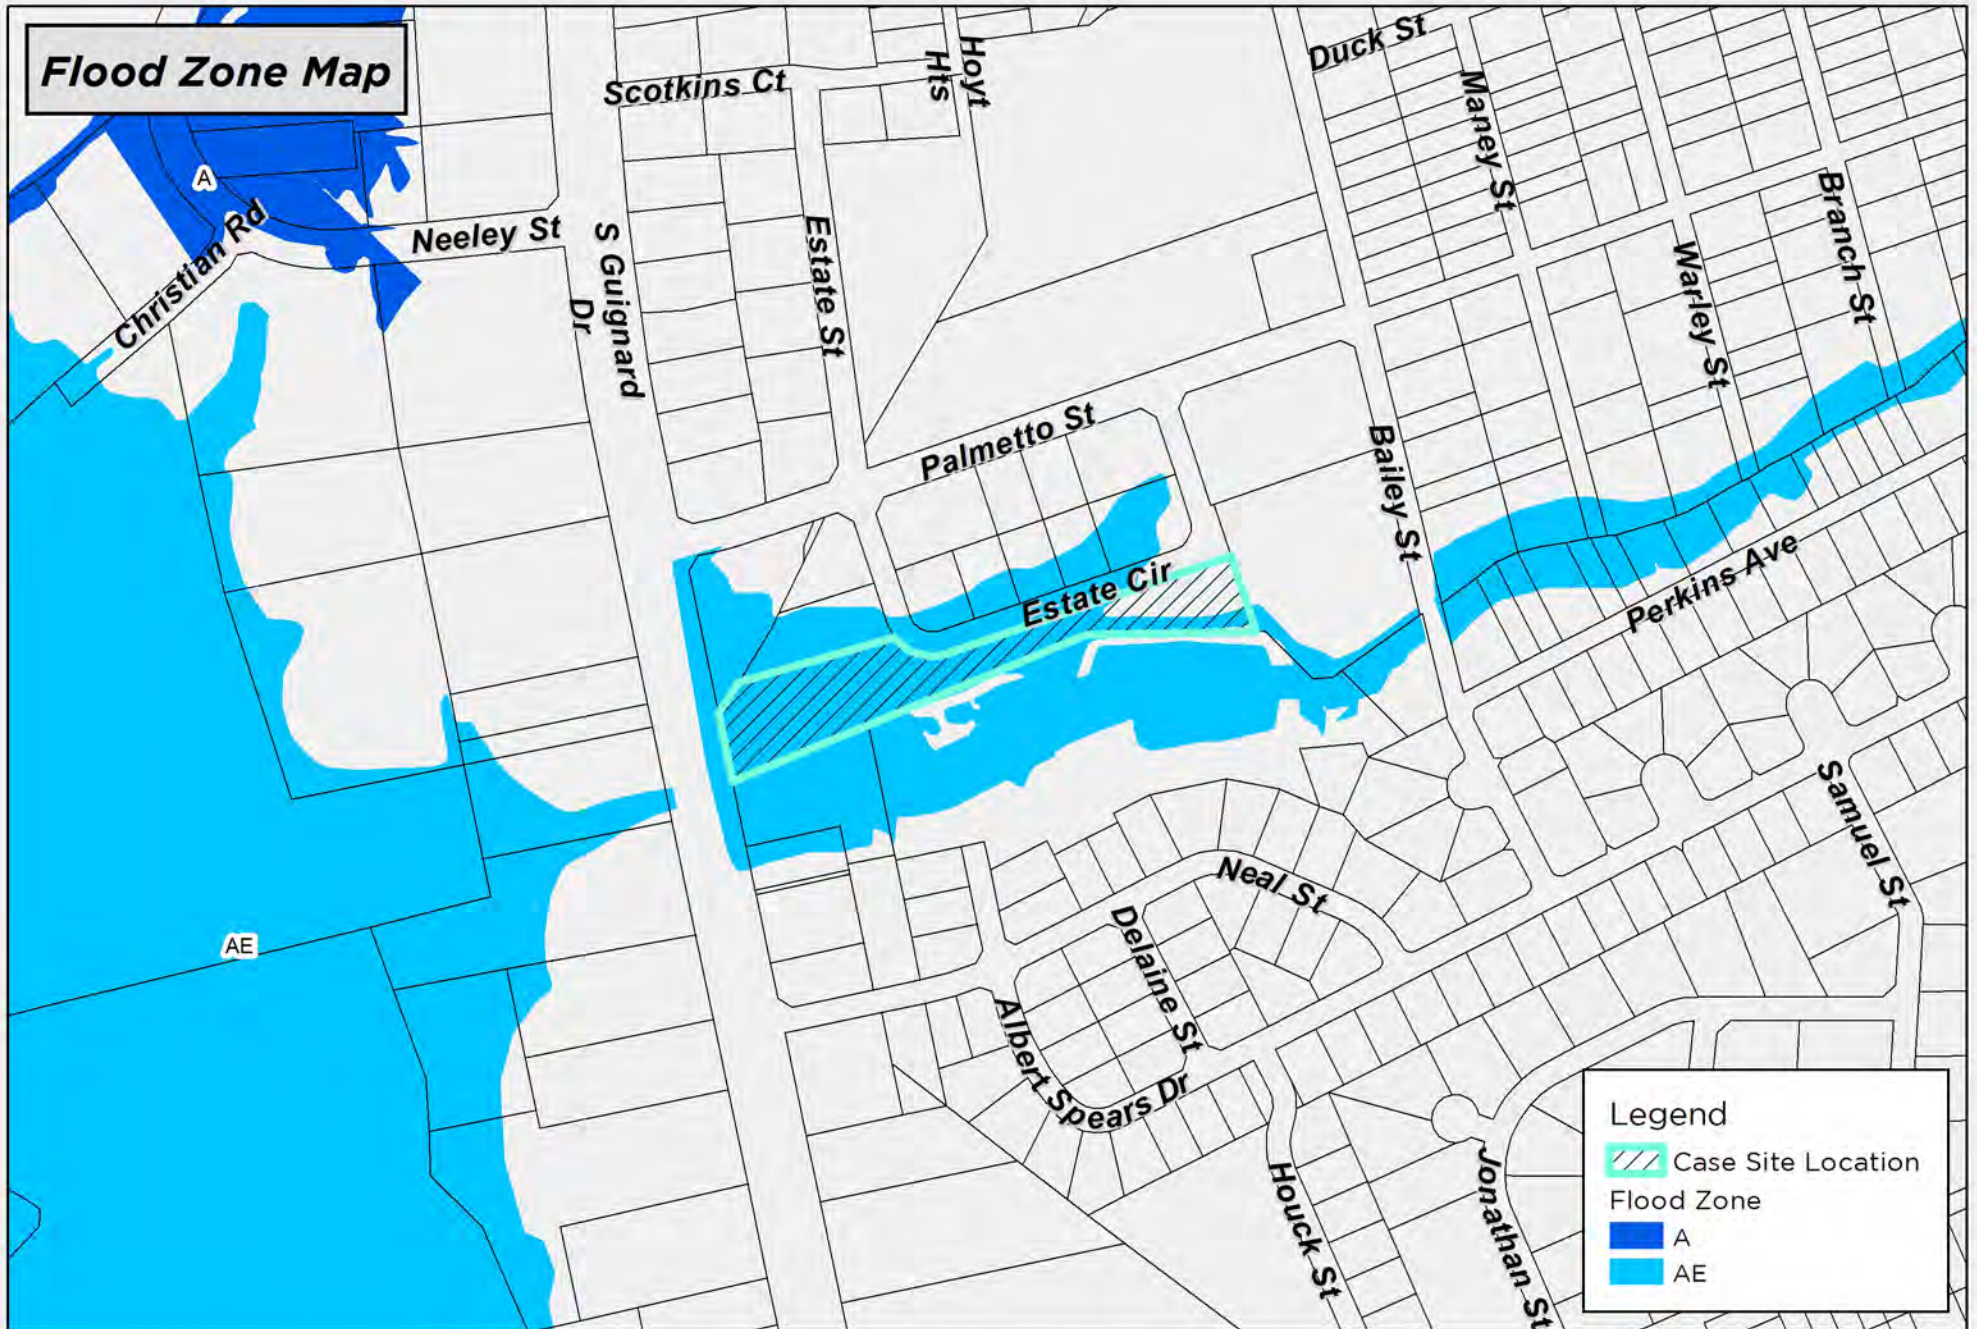 Flood Zone Map
Scotkins Ct
Hoyt
Hts
Duck St
Maney St
A
Christian Rd
Neeley St
S Guignard
Dr
Estate St
Branch St
Warley St
Palmetto St
Bailey St
Estate Cir
Perkins Ave
AE
Neal St
Samuel St
Delaine St
Albert Spears Dr
Houck St
Jonathan St
Legend
Case Site Location
Flood Zone
A
AE